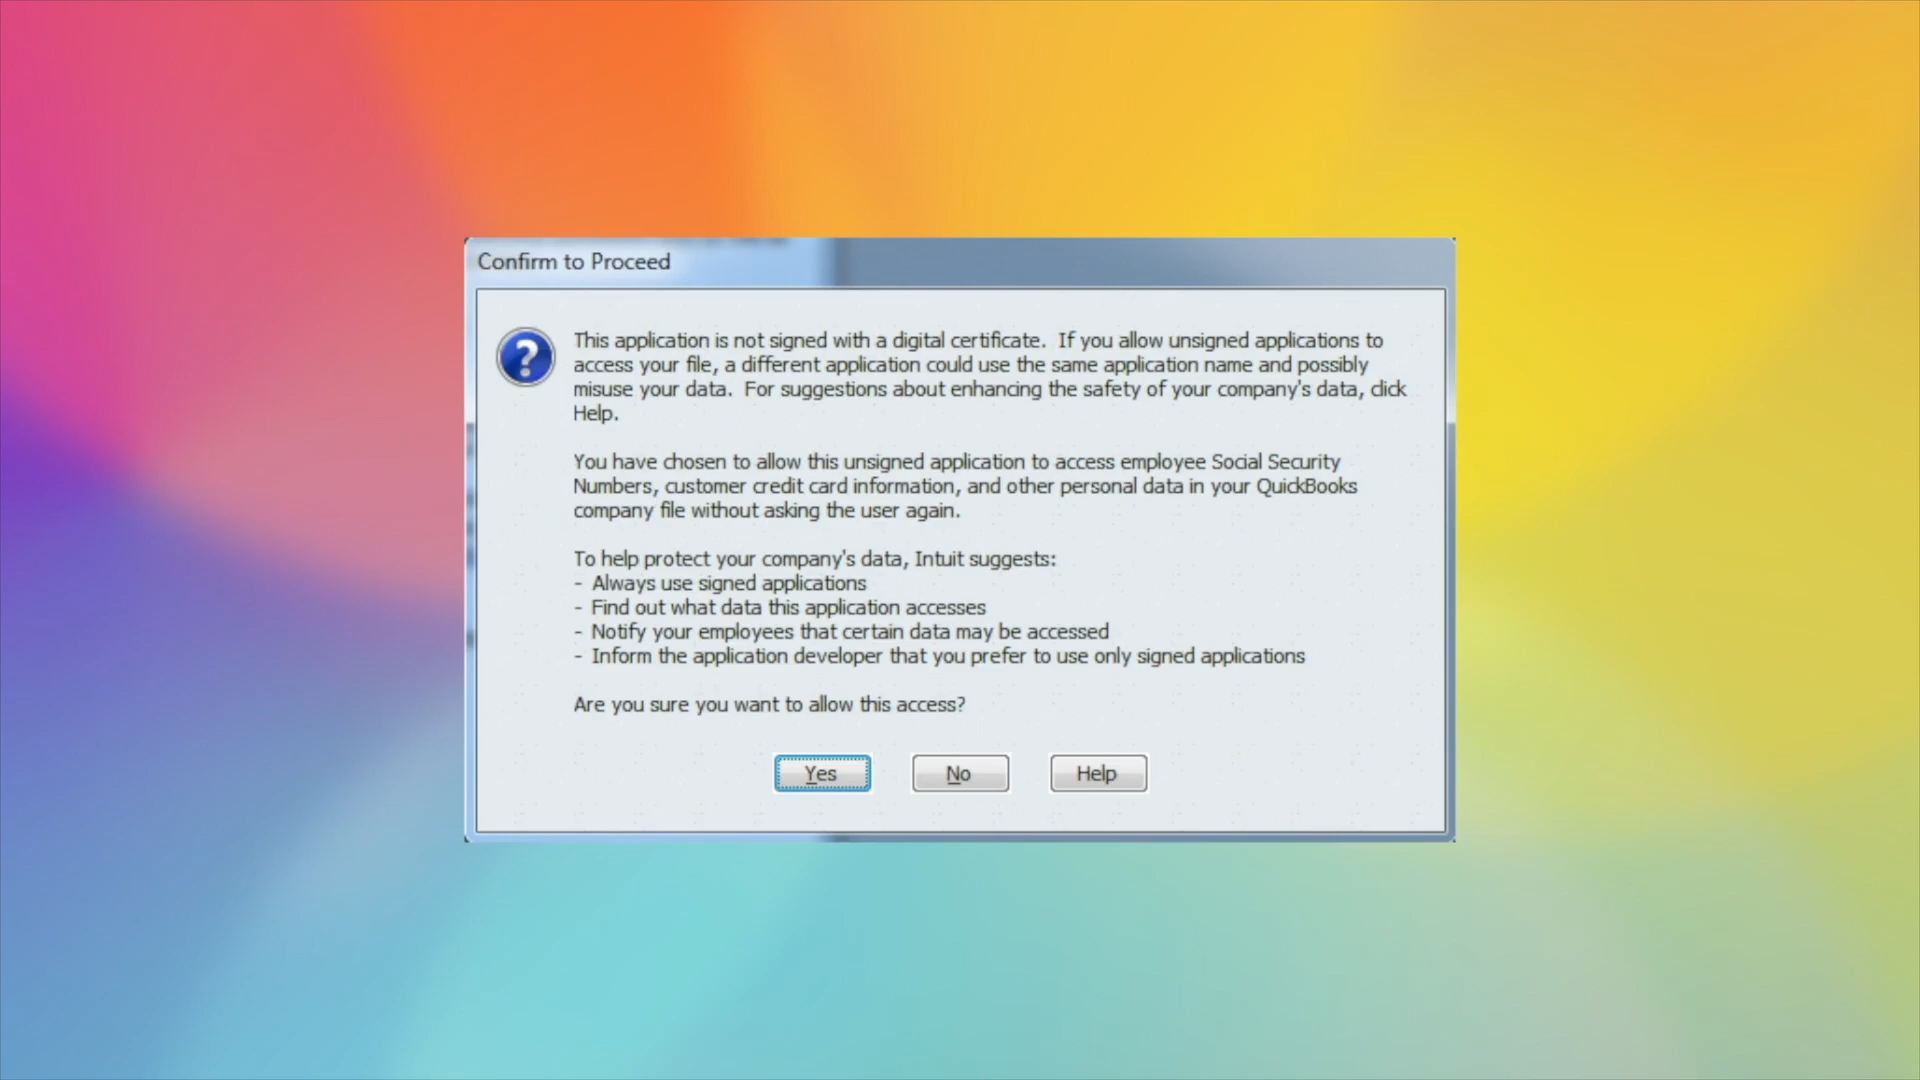 Confirm to Proceed
This application is not signed with a digital certificate.  If you allow unsigned applications to
access your file, a different application could use the same application name and possibly
misuse your data.  For suggestions about enhancing the safety of your company's data, click
Help.
You have chosen to allow this unsigned application to access employee Social Security
Numbers, customer credit card information, and other personal data in your QuickBooks
company file without asking the user again.
To help protect your company's data, Intuit suggests:
- Always use signed applications
- Find out what data this application accesses
- Notify your employees that certain data may be accessed
- Inform the application developer that you prefer to use only signed applications
Are you sure you want to allow this access?
Yes No Help